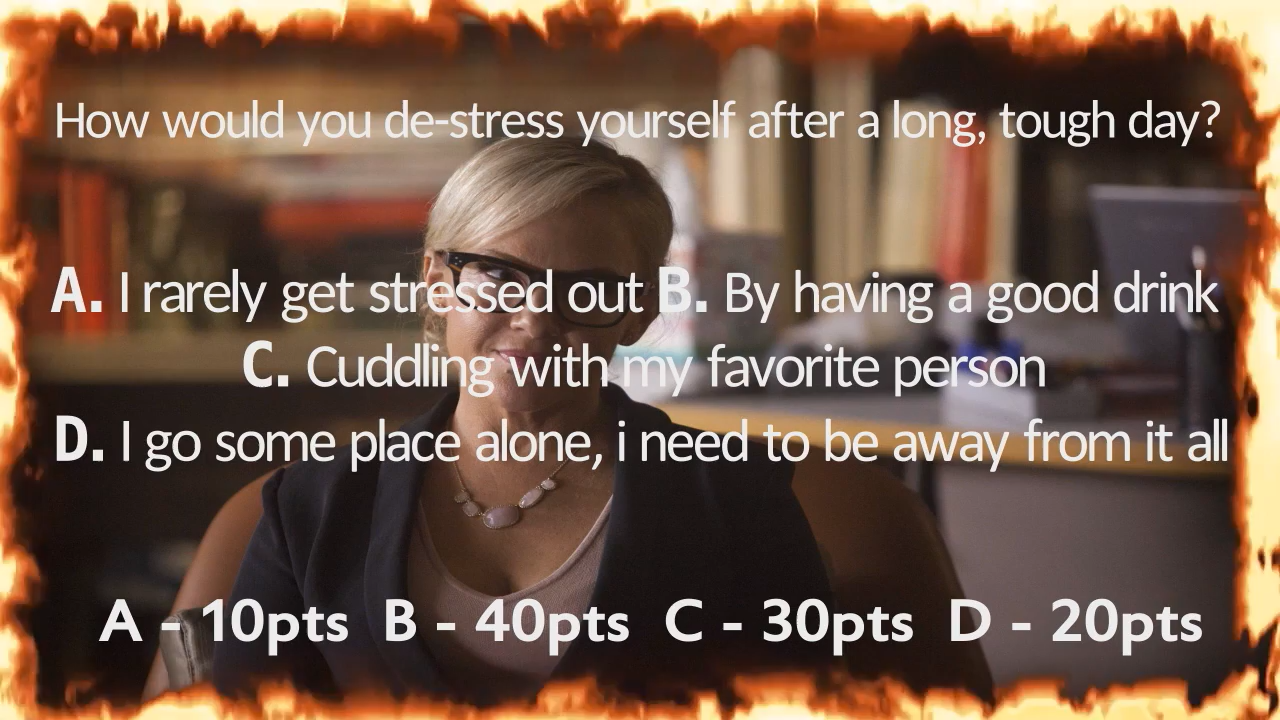 How would you de-stress yourself after a long, tough day?
A. I rarely get stressed out B. By having a good drink
C. Cuddling with my favorite person
D. I go some place alone, i need to be away from it all
A - 10pts B - 40pts C - 30pts D - 20pts